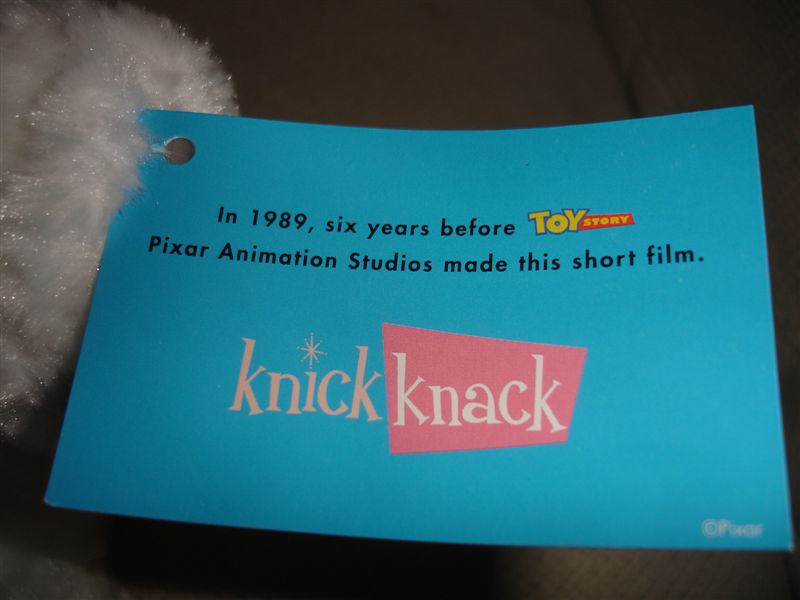 In 1989, six years before TOY STORY
Pixar Animation Studios made this short film.
knick knack
©Pixar